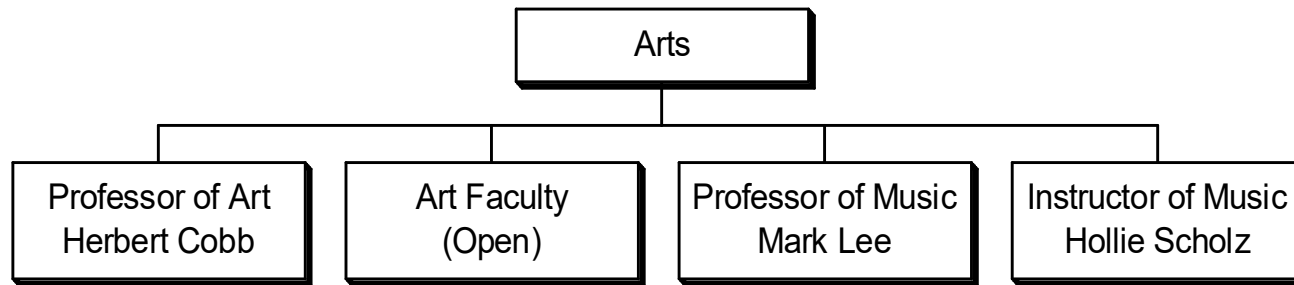 Arts
Professor of Art
Herbert Cobb
Art Faculty
(Open)
Professor of Music
Mark Lee
Instructor of Music
Hollie Scholz